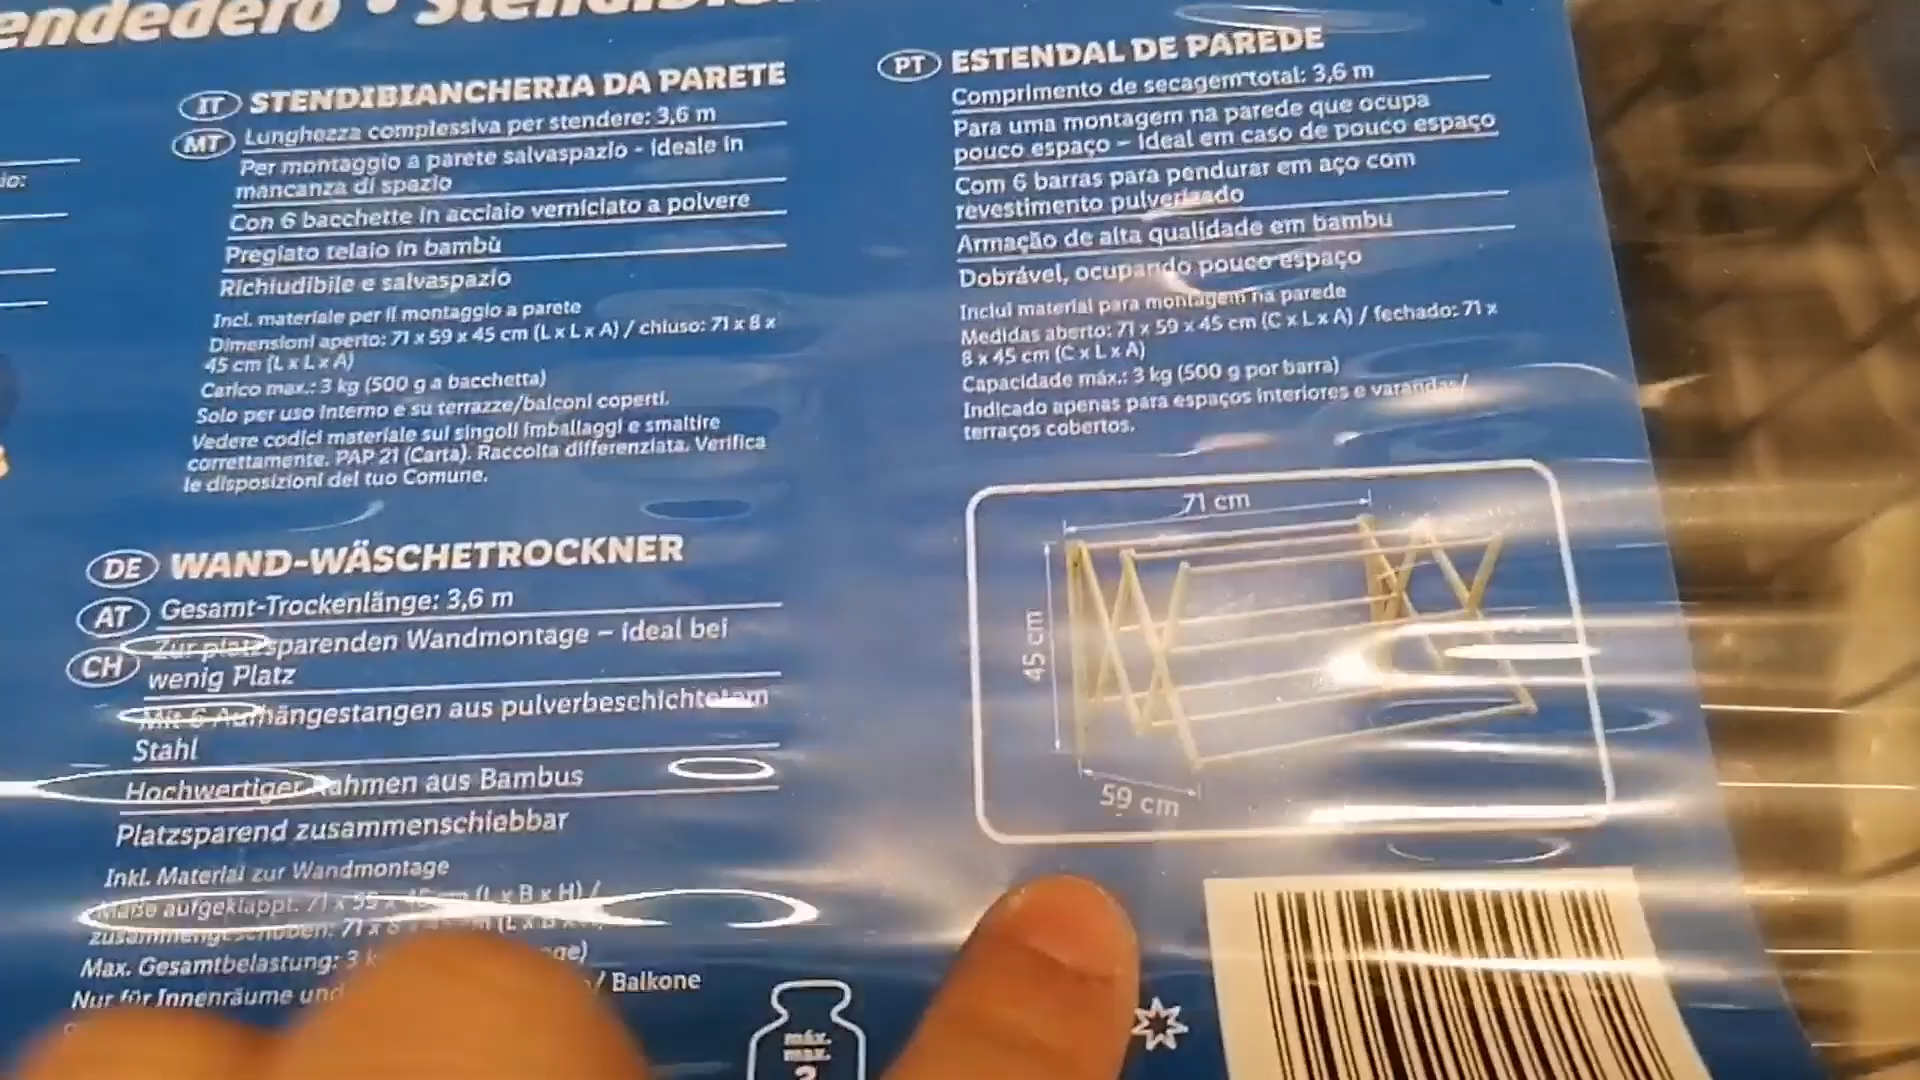 endedero •
io:
IT STENDIBIANCHERIA DA PARETE
MT Lunghezza complessiva per stendere: 3,6 m
Per montaggio a parete salvaspazio - ideale in
mancanza di spazio
Con 6 bacchette in acciaio verniciato a polvere
Pregiato telaio in bambù
Richiudibile e salvaspazio
Incl. materiale per il montaggio a parete
Dimensioni aperto: 71 x 59 x 45 cm (L x L x A) / chiuso: 71 x 8 x
45 cm (L x L x A)
Carico max.: 3 kg (500 g a bacchetta)
Solo per uso interno e su terrazze/balconi coperti.
Vedere codici materiale sui singoli imballaggi e smaltire
correttamente. PAP 21 (Carta). Raccolta differenziata. Verifica
le disposizioni del tuo Comune.
DE WAND-WÄSCHETROCKNER
AT Gesamt-Trockenlänge: 3,6 m
CH Zur platzsparenden Wandmontage – ideal bei
wenig Platz
Mit 6 Aufhängestangen aus pulverbeschichtetem
Stahl
Hochwertiger Rahmen aus Bambus
Platzsparend zusammenschiebbar
Inkl. Material zur Wandmontage
Maße aufgeklappt: 71 x 59 x 45 cm (L x B x H) /
71 x 8
Max. Gesamtbelastung: 3
Nur für Innenräume und / Balkone
máx.
max.
PT ESTENDAL DE PAREDE
Comprimento de secagem total: 3,6 m
Para uma montagem na parede que ocupa
pouco espaço – ideal em caso de pouco espaço
Com 6 barras para pendurar em aço com
revestimento pulverizado
Armação de alta qualidade em bambu
Dobrável, ocupando pouco espaço
Inclui material para montagem na parede
Medidas aberto: 71 x 59 x 45 cm (C x L x A) / fechado: 71 x
8 x 45 cm (C x L x A)
Capacidade máx.: 3 kg (500 g por barra)
Indicado apenas para espaços interiores e varandas/
terraços cobertos.
71 cm
45 cm
59 cm